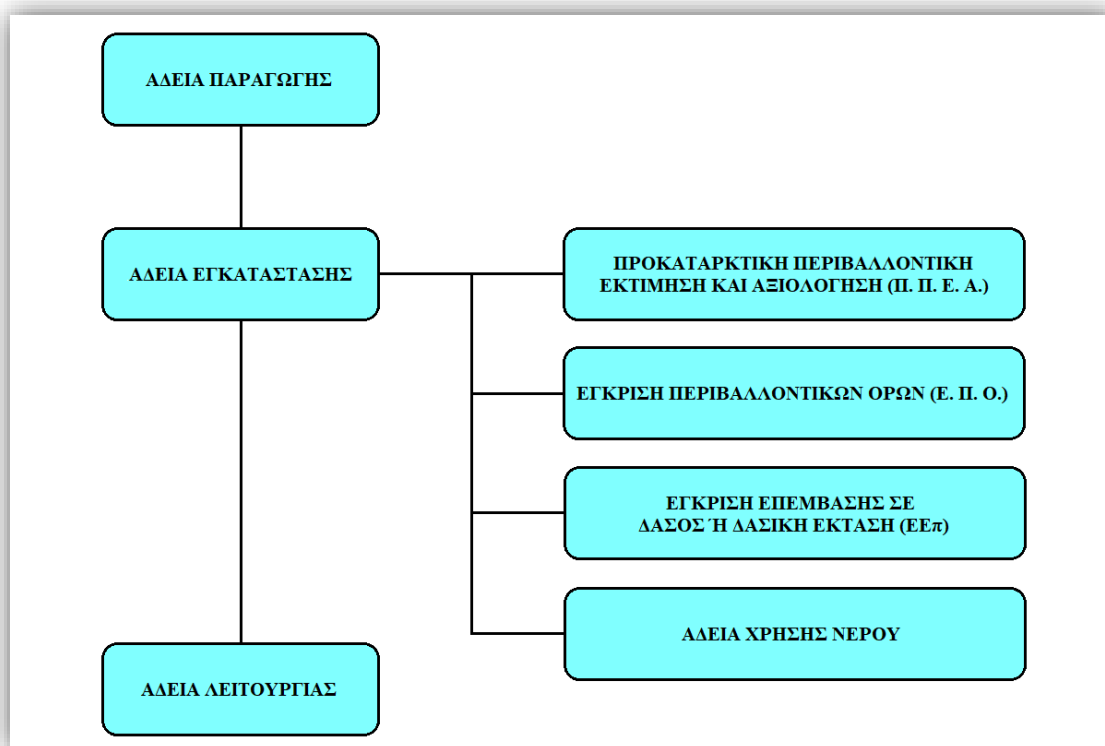 ΑΔΕΙΑ ΠΑΡΑΓΩΓΗΣ
ΑΔΕΙΑ ΕΓΚΑΤΑΣΤΑΣΗΣ
ΠΡΟΚΑΤΑΡΚΤΙΚΗ ΠΕΡΙΒΑΛΛΟΝΤΙΚΗ
ΕΚΤΙΜΗΣΗ ΚΑΙ ΑΞΙΟΛΟΓΗΣΗ (Π. Π. Ε. Α.)
ΕΓΚΡΙΣΗ ΠΕΡΙΒΑΛΛΟΝΤΙΚΩΝ ΟΡΩΝ (Ε. Π. Ο.)
ΕΓΚΡΙΣΗ ΕΠΕΜΒΑΣΗΣ ΣΕ
ΔΑΣΟΣ Ή ΔΑΣΙΚΗ ΕΚΤΑΣΗ (ΕΕπ)
ΑΔΕΙΑ ΧΡΗΣΗΣ ΝΕΡΟΥ
ΑΔΕΙΑ ΛΕΙΤΟΥΡΓΙΑΣ